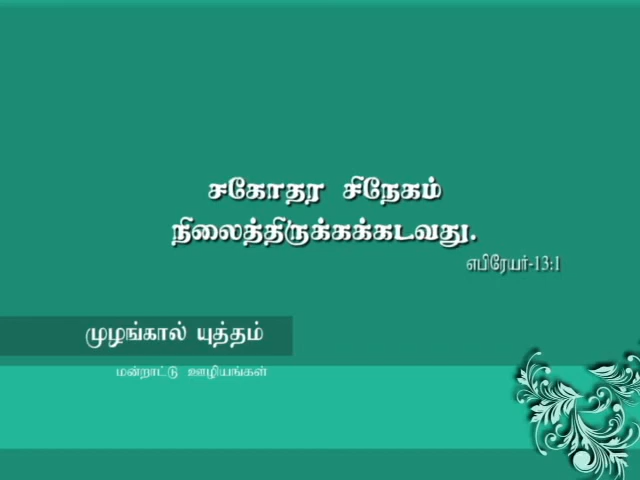 சகோதர சிநேகம்
நிலைத்திருக்கக்கடவது.
எபிரேயர்-13:1
முழங்கால் யுத்தம்
மன்றாட்டு ஊழியங்கள்